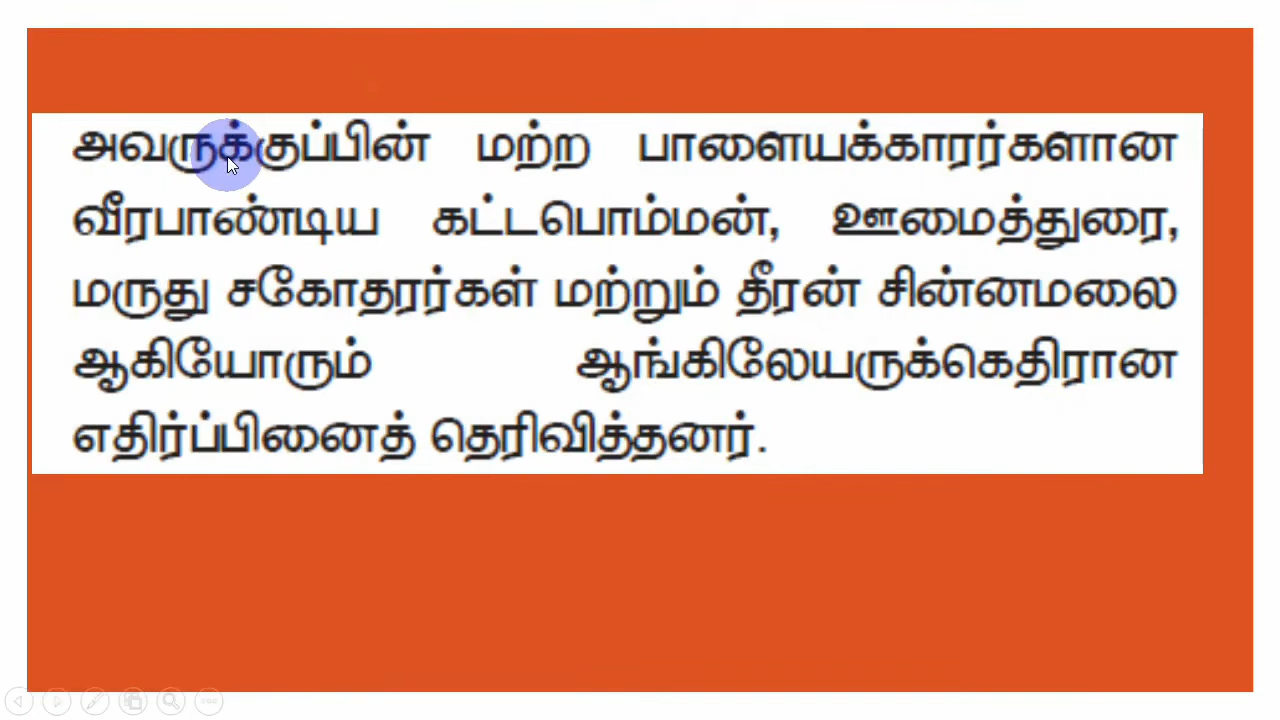 அவருக்குப்பின் மற்ற பாளையக்காரர்களான
வீரபாண்டிய கட்டபொம்மன், ஊமைத்துரை,
மருது சகோதரர்கள் மற்றும் தீரன் சின்னமலை
ஆகியோரும் ஆங்கிலேயருக்கெதிரான
எதிர்ப்பினைத் தெரிவித்தனர்.